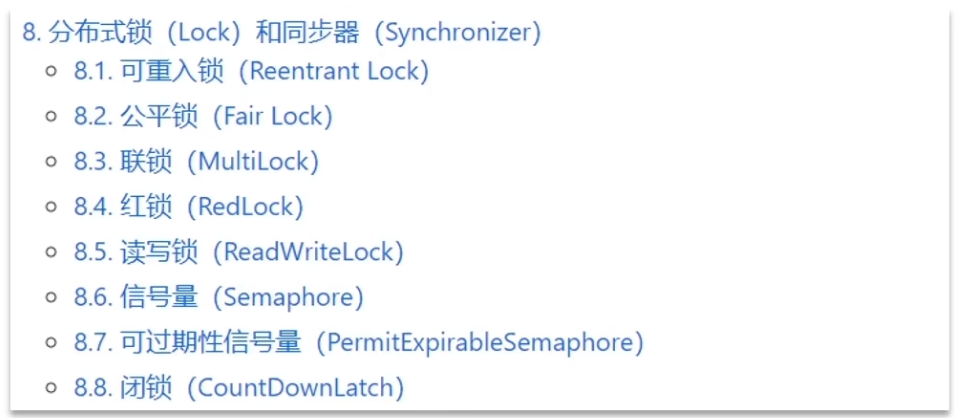 8. 分布式锁（Lock）和同步器（Synchronizer）
8.1. 可重入锁（Reentrant Lock）
8.2. 公平锁（Fair Lock）
8.3. 联锁（MultiLock）
8.4. 红锁（RedLock）
8.5. 读写锁（ReadWriteLock）
8.6. 信号量（Semaphore）
8.7. 可过期性信号量（PermitExpirableSemaphore）
8.8. 闭锁（CountDownLatch）